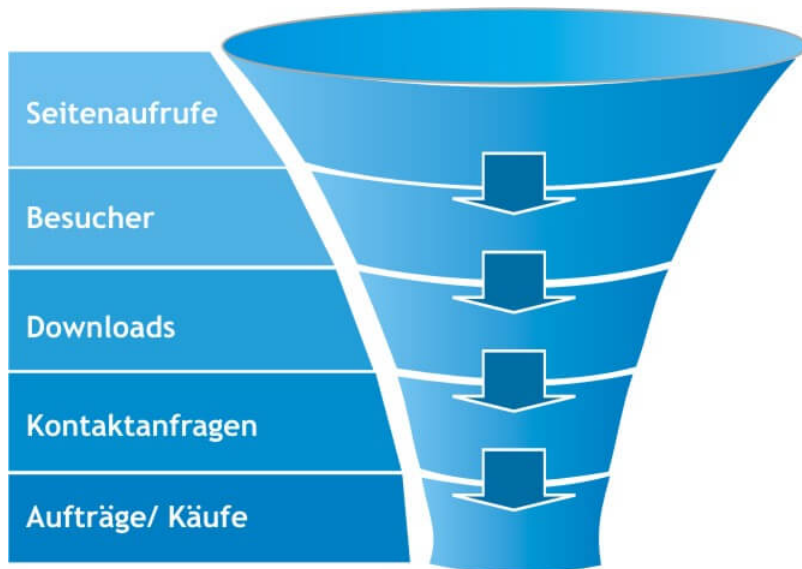 Seitenaufrufe
Besucher
Downloads
Kontaktanfragen
Aufträge/ Käufe